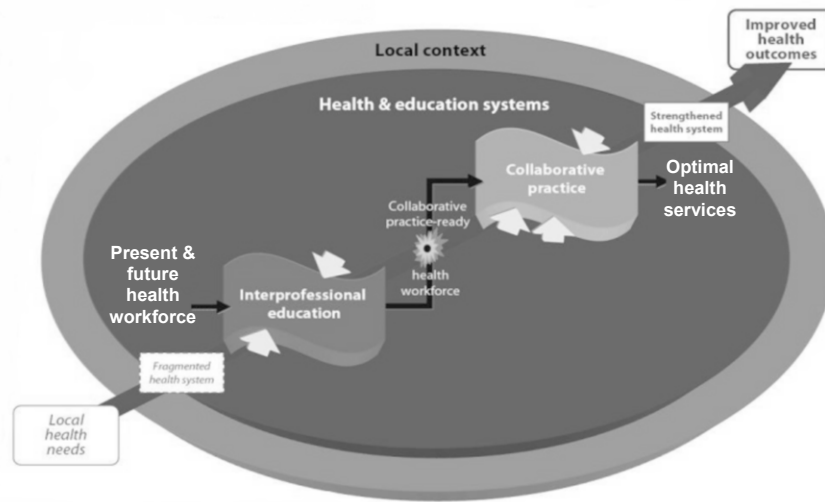 Improved
health
outcomes
Local context
Health & education systems
Strengthened
health system
Collaborative
practice
Optimal
health
services
Collaborative
practice-ready
health
workforce
Present &
future
health
workforce
Interprofessional
education
Fragmented
health system
Local
health
needs